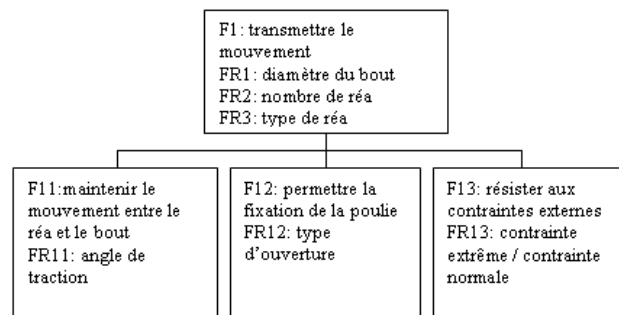 F1: transmettre le
mouvement
FR1: diamètre du bout
FR2: nombre de réa
FR3: type de réa
F11:maintenir le
mouvement entre le
réa et le bout
FR11: angle de
traction
F12: permettre la
fixation de la poulie
FR12: type
d'ouverture
F13: résister aux
contraintes externes
FR13: contrainte
extrême / contrainte
normale